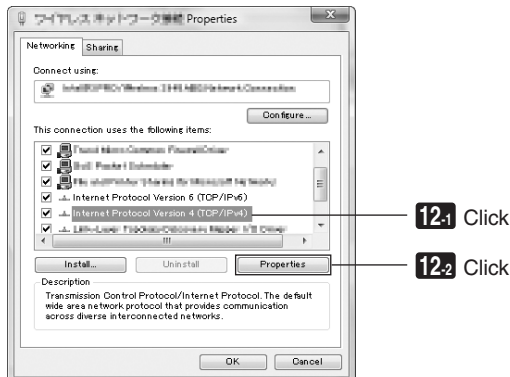 ワイヤレス ネットワーク接続 Properties
Networking Sharing
Connect using:
Configure...
This connection uses the following items:
Internet Protocol Version 6 (TCP/IPv6)
Internet Protocol Version 4 (TCP/IPv4)
Install... Uninstall Properties
Description
Transmission Control Protocol/Internet Protocol. The default
wide area network protocol that provides communication
across diverse interconnected networks.
OK Cancel
12-1 Click
12-2 Click